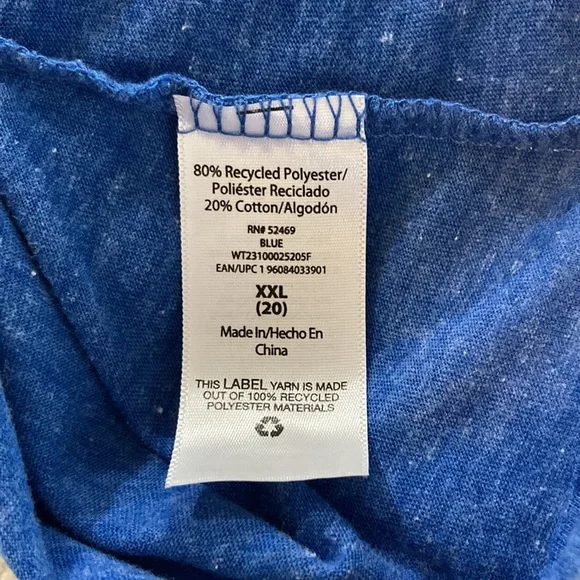 80% Recycled Polyester/
Poliéster Reciclado
20% Cotton/Algodón
RN# 52469
BLUE
WT23100025205F
EAN/UPC 1 96084033901
XXL
(20)
Made In/Hecho En
China
THIS LABEL YARN IS MADE
OUT OF 100% RECYCLED
POLYESTER MATERIALS